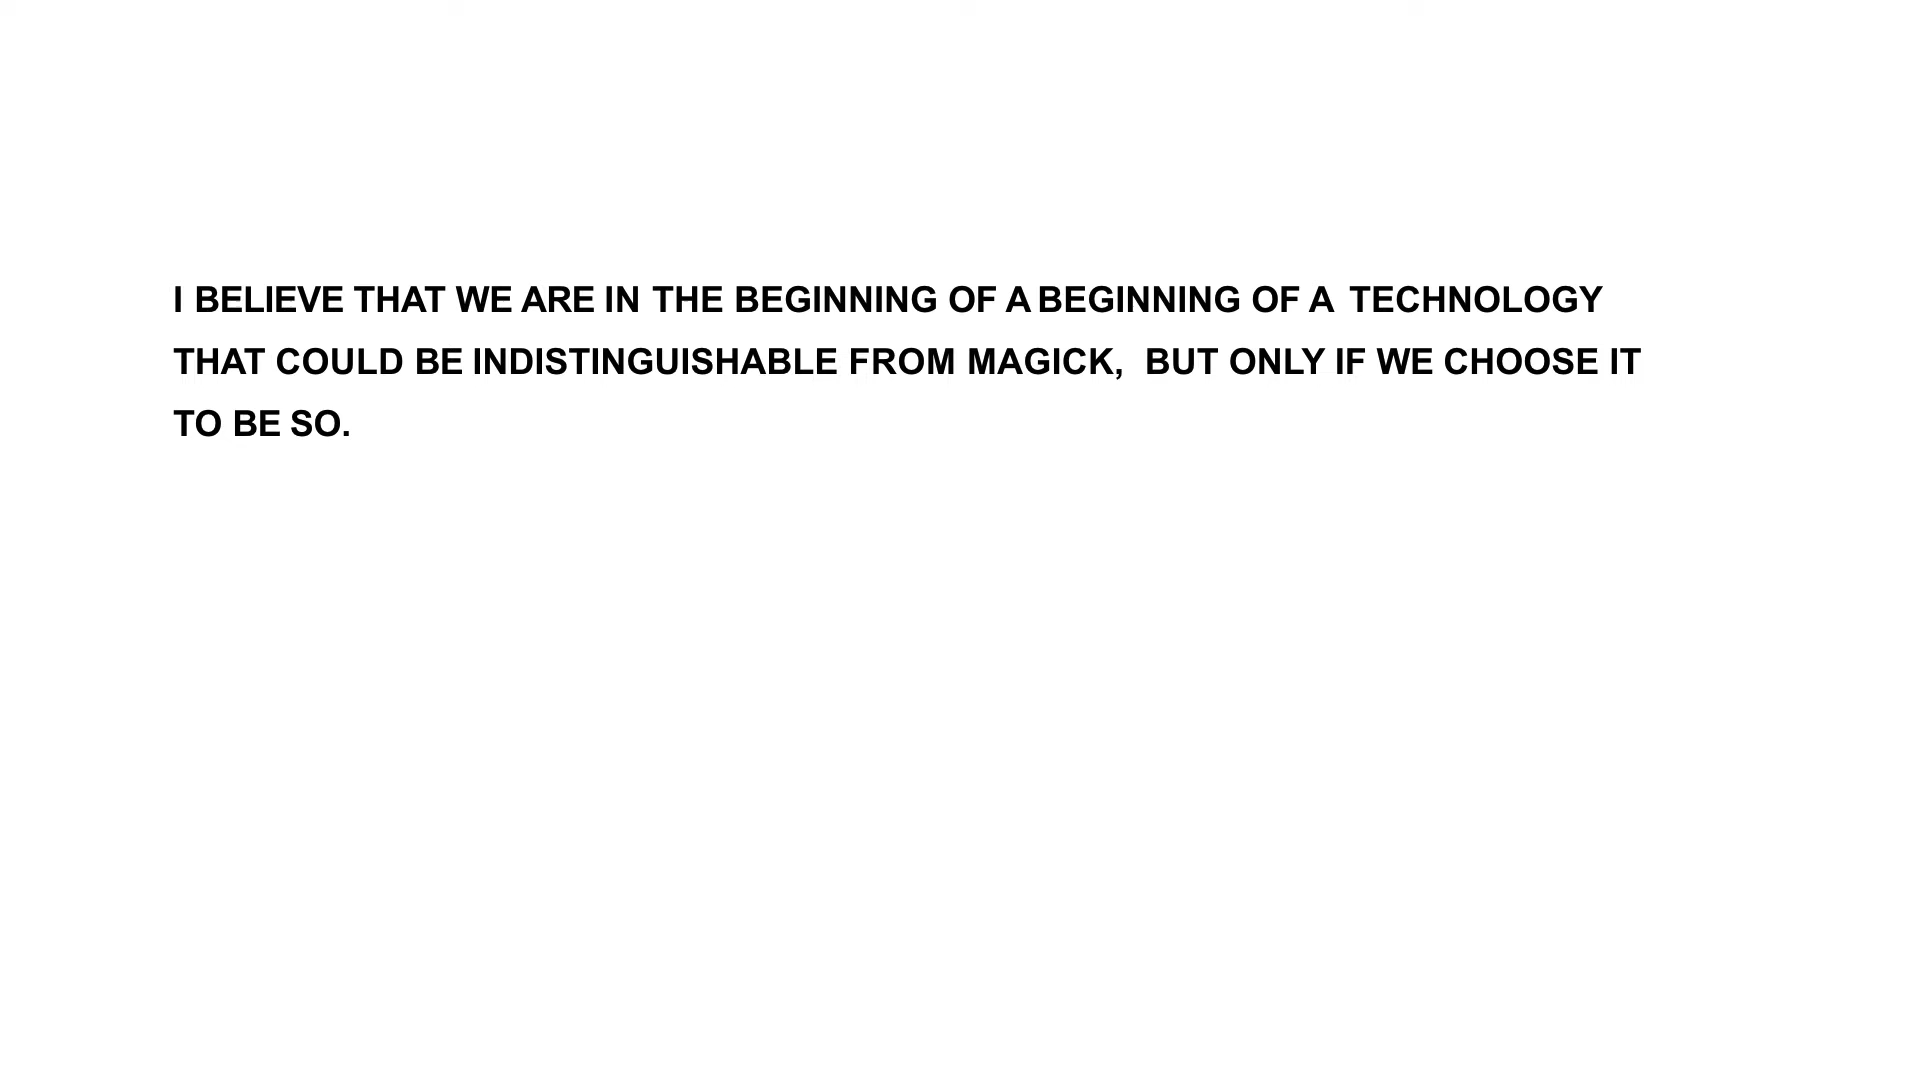 I BELIEVE THAT WE ARE IN THE BEGINNING OF A BEGINNING OF A TECHNOLOGY
THAT COULD BE INDISTINGUISHABLE FROM MAGICK, BUT ONLY IF WE CHOOSE IT
TO BE SO.